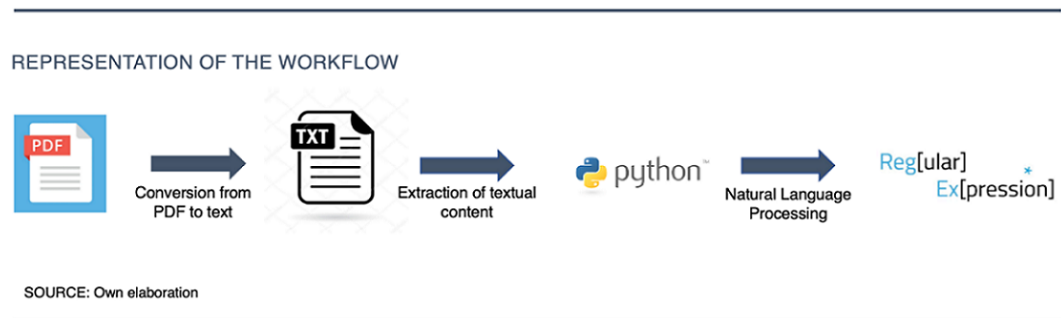 REPRESENTATION OF THE WORKFLOW
PDF
Conversion from
PDF to text
TXT
Extraction of textual
content
python™
Natural Language
Processing
Reg[ular]
Ex[pression]*
SOURCE: Own elaboration